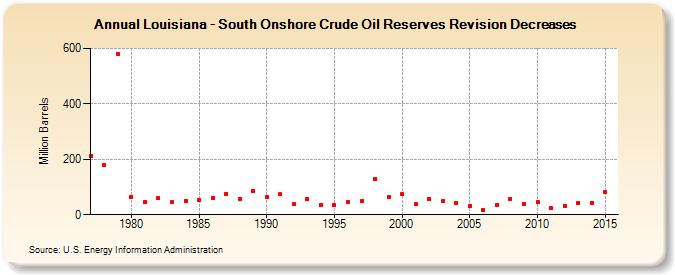 Annual Louisiana - South Onshore Crude Oil Reserves Revision Decreases
Million Barrels
600
400
200
0
1980 1985 1990 1995 2000 2005 2010 2015
Source: U.S. Energy Information Administration